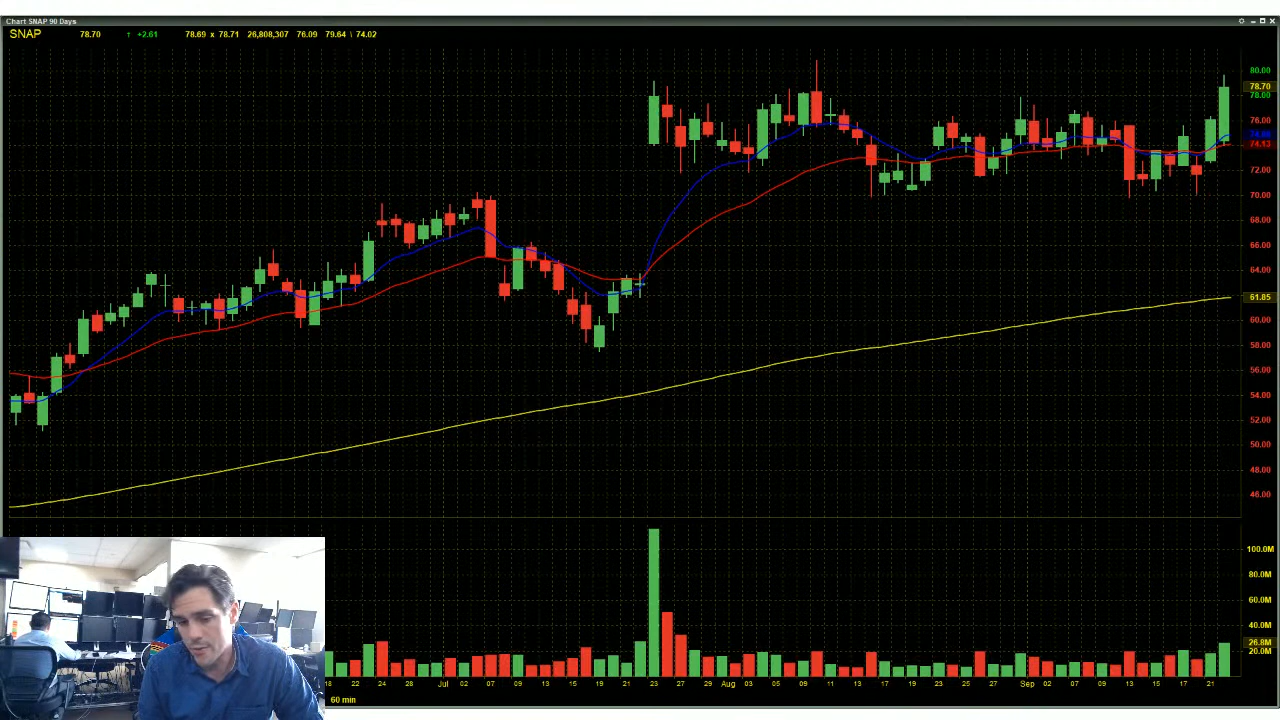 Chart SNAP 90 Days
SNAP 78.70 ↑ +2.61 78.69 x 78.71 26,808,307 76.09 79.64 \ 74.02
80.00
78.70
78.00
76.00
74.13
72.00
70.00
68.00
66.00
64.00
61.85
60.00
58.00
56.00
54.00
52.00
50.00
48.00
46.00
100.0M
80.0M
60.0M
40.0M
26.8M
20.0M
18 22 24 28 Jul 02 07 09 13 15 19 21 23 27 29 Aug 03 05 09 11 13 17 19 23 25 27 Sep 02 07 09 13 15 17 21
60 min